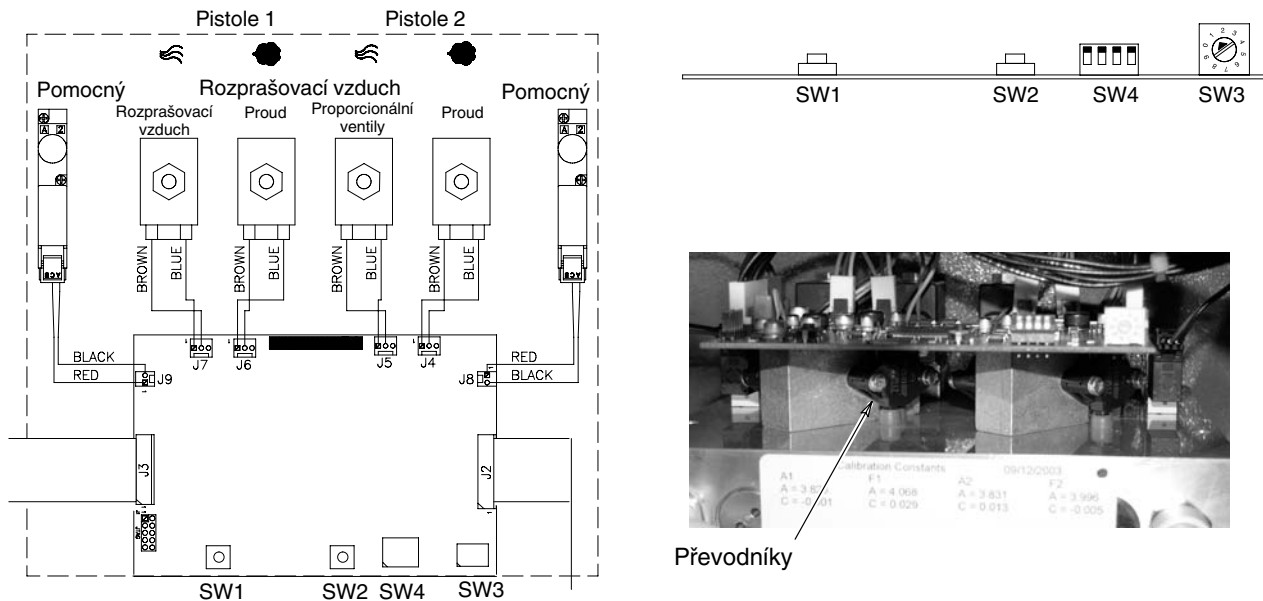 Pistole 1
Pistole 2
Pomocný
Rozprašovací vzduch
Pomocný
Rozprašovací
vzduch
Proud
Proporcionální
ventily
Proud
A 2
A 2
BROWN
BLUE
BROWN
BLUE
BROWN
BLUE
BROWN
BLUE
J7
J6
J5
J4
BLACK
RED
J9
RED
BLACK
J8
J3
J2
SW1
SW2
SW4
SW3
SW1
SW2
SW4
SW3
Calibration Constants
09/12/2003
A1
F1
A2
F2
A = 4.068
A = 3.831
A = 3.996
C = 0.029
C = 0.013
C = -0.005
Převodníky